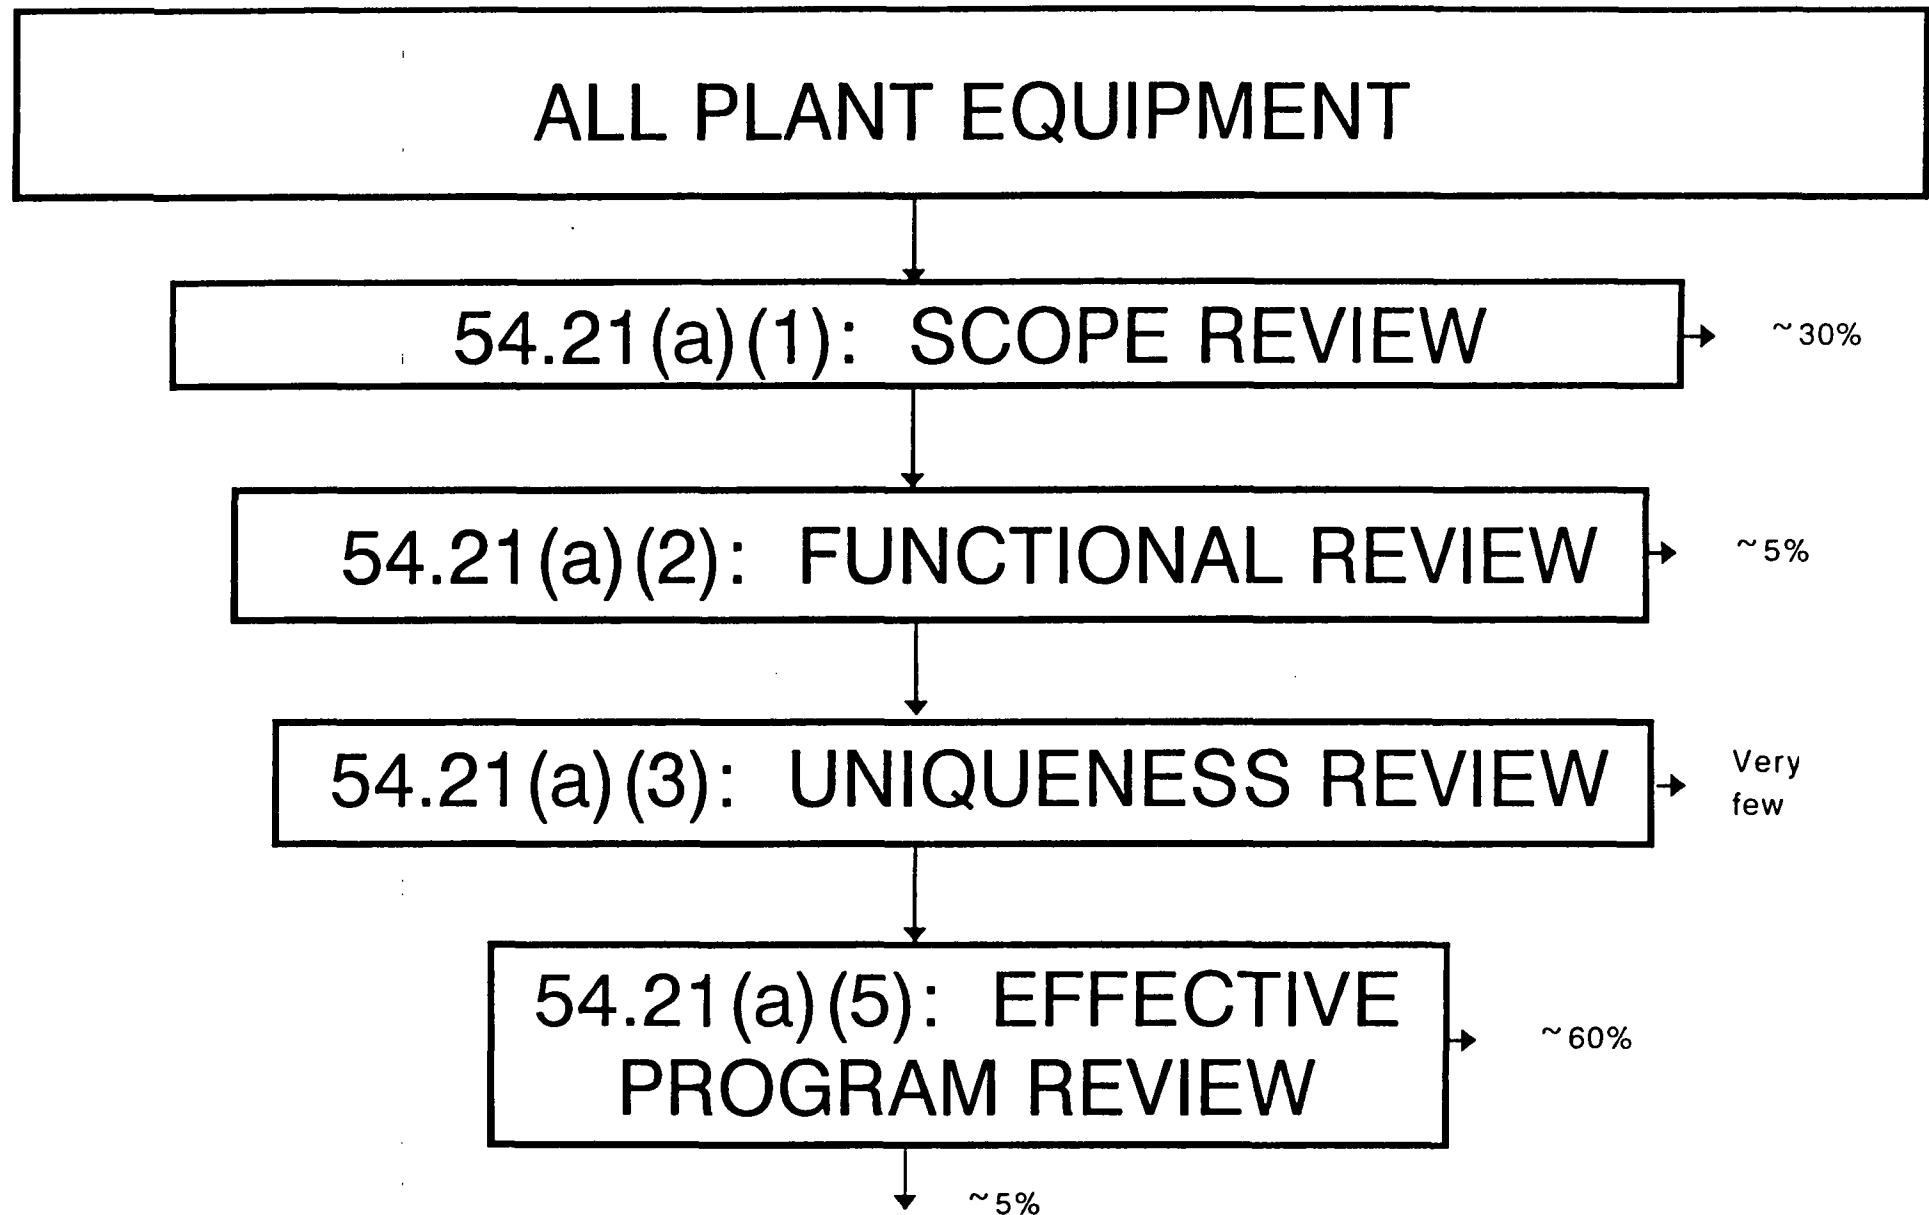 ALL PLANT EQUIPMENT
54.21(a)(1): SCOPE REVIEW
~30%
54.21(a)(2): FUNCTIONAL REVIEW
~5%
54.21(a)(3): UNIQUENESS REVIEW
Very
few
54.21(a)(5): EFFECTIVE
PROGRAM REVIEW
~60%
~5%